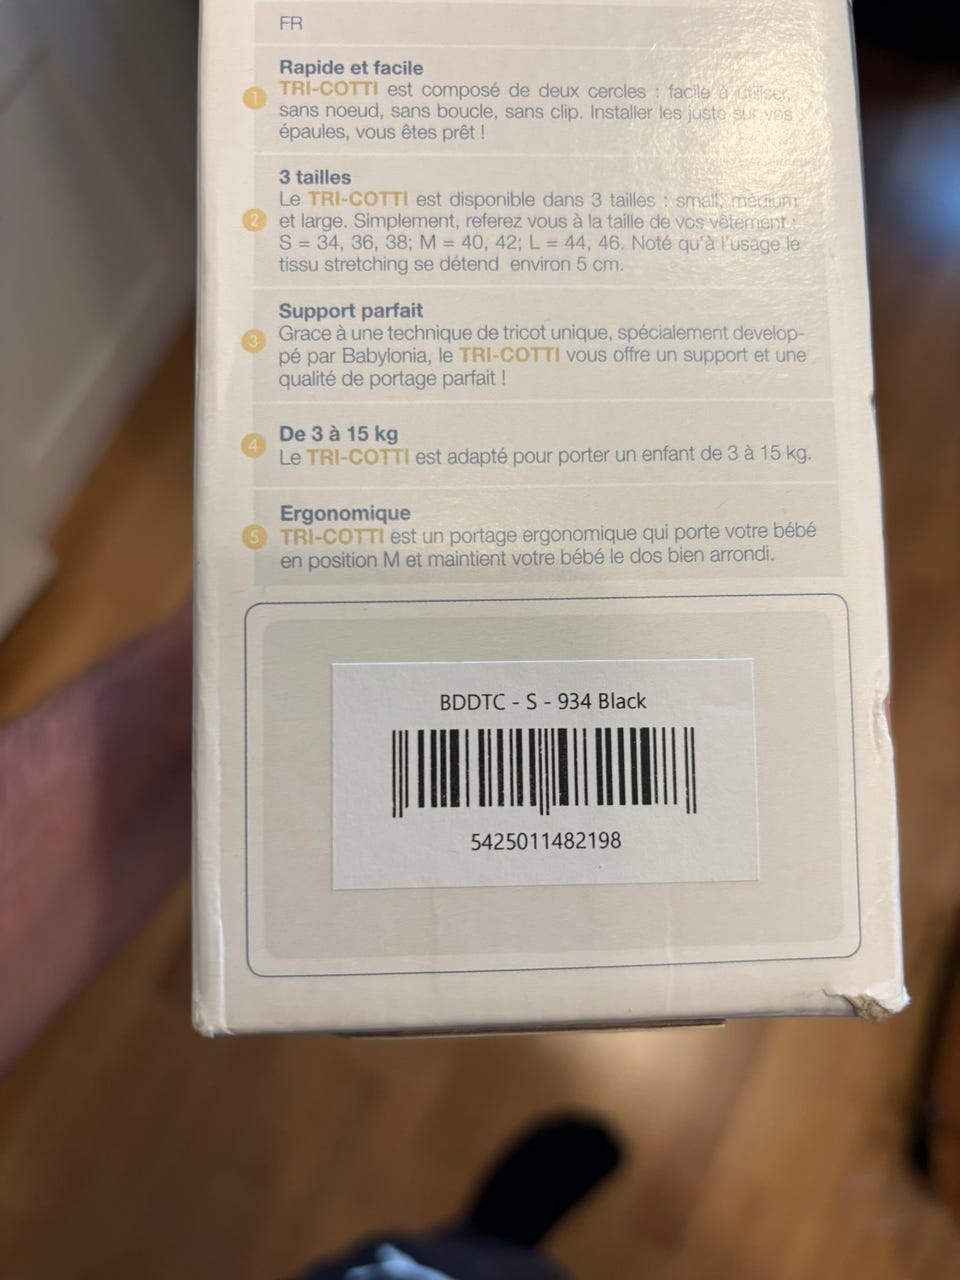 FR
Rapide et facile
1
TRI-COTTI est composé de deux cercles : facile à utiliser,
sans noeud, sans boucle, sans clip. Installer les juste sur vos
épaules, vous êtes prêt !
3 tailles
Le TRI-COTTI est disponible dans 3 tailles : small, medium
2
et large. Simplement, referez vous à la taille de vos vêtement :
S = 34, 36, 38; M = 40, 42; L = 44, 46. Noté qu'à l'usage le
tissu stretching se détend environ 5 cm.
Support parfait
3
Grace à une technique de tricot unique, spécialement develop-
pé par Babylonia, le TRI-COTTI vous offre un support et une
qualité de portage parfait !
De 3 à 15 kg
4
Le TRI-COTTI est adapté pour porter un enfant de 3 à 15 kg.
Ergonomique
5
TRI-COTTI est un portage ergonomique qui porte votre bébé
en position M et maintient votre bébé le dos bien arrondi.
BDDTC - S - 934 Black
5425011482198